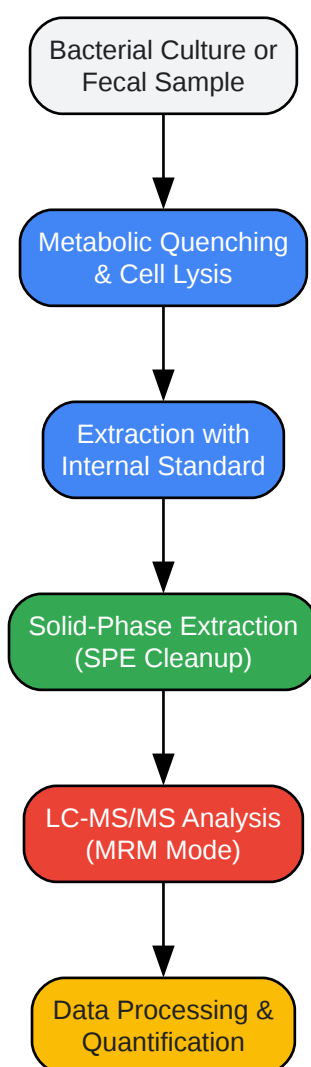 Bacterial Culture or
Fecal Sample
Metabolic Quenching
& Cell Lysis
Extraction with
Internal Standard
Solid-Phase Extraction
(SPE Cleanup)
LC-MS/MS Analysis
(MRM Mode)
Data Processing &
Quantification